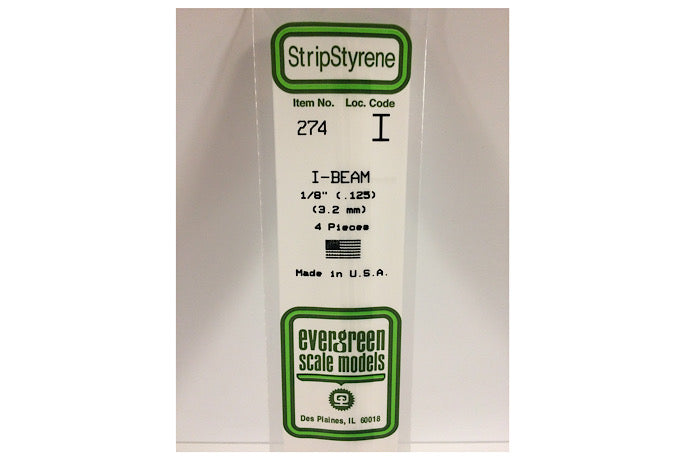 StripStyrene
Item No. Loc. Code
274 I
I-BEAM
1/8" (.125)
(3.2 mm)
4 Pieces
Made in U.S.A.
evergreen
scale models
Des Plaines, IL 60018